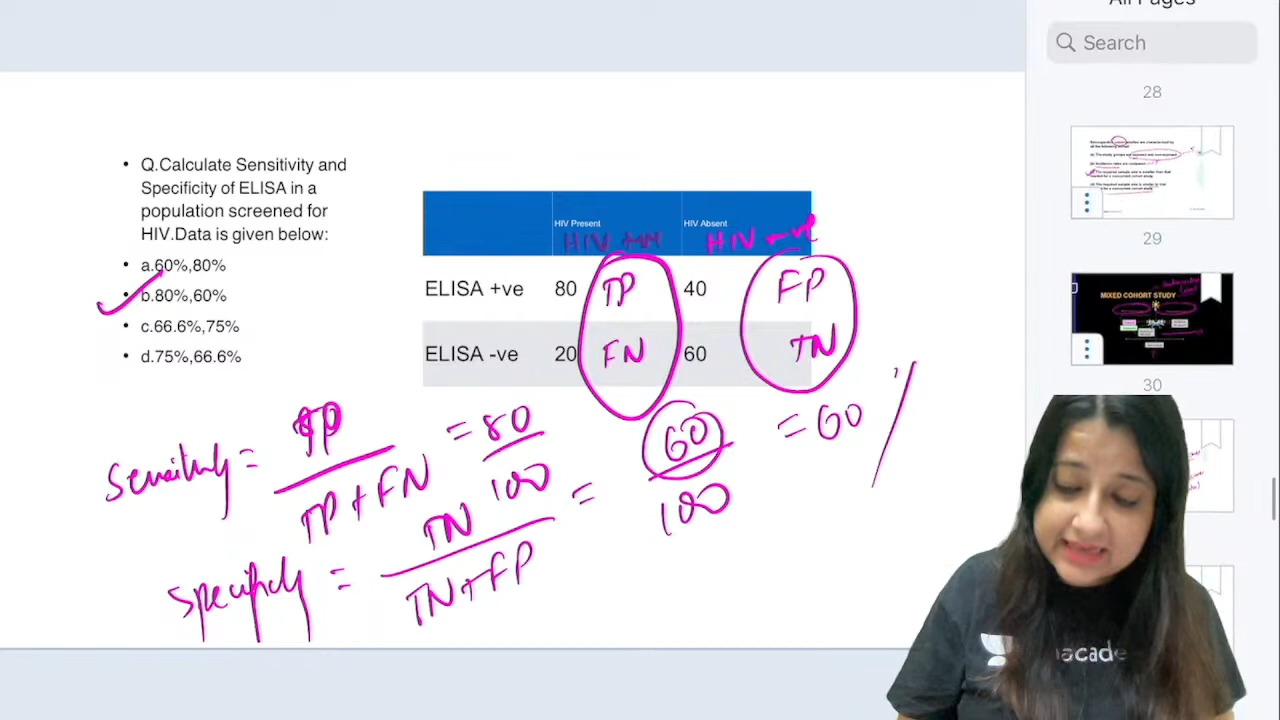 All Pages
Search
28
29
MIXED COHORT STUDY
30
• Q.Calculate Sensitivity and
Specificity of ELISA in a
population screened for
HIV.Data is given below:
• a.60%,80%
• b.80%,60%
• c.66.6%,75%
• d.75%,66.6%
HIV Present HIV Absent
HIV -ve
ELISA +ve 80 TP 40 FP
ELISA -ve 20 FN 60 TN
Sensitivity = TP / TP + FN = 80 / 100
Specificity = TN / TN + FP = 60 / 100 = 60 %
acade